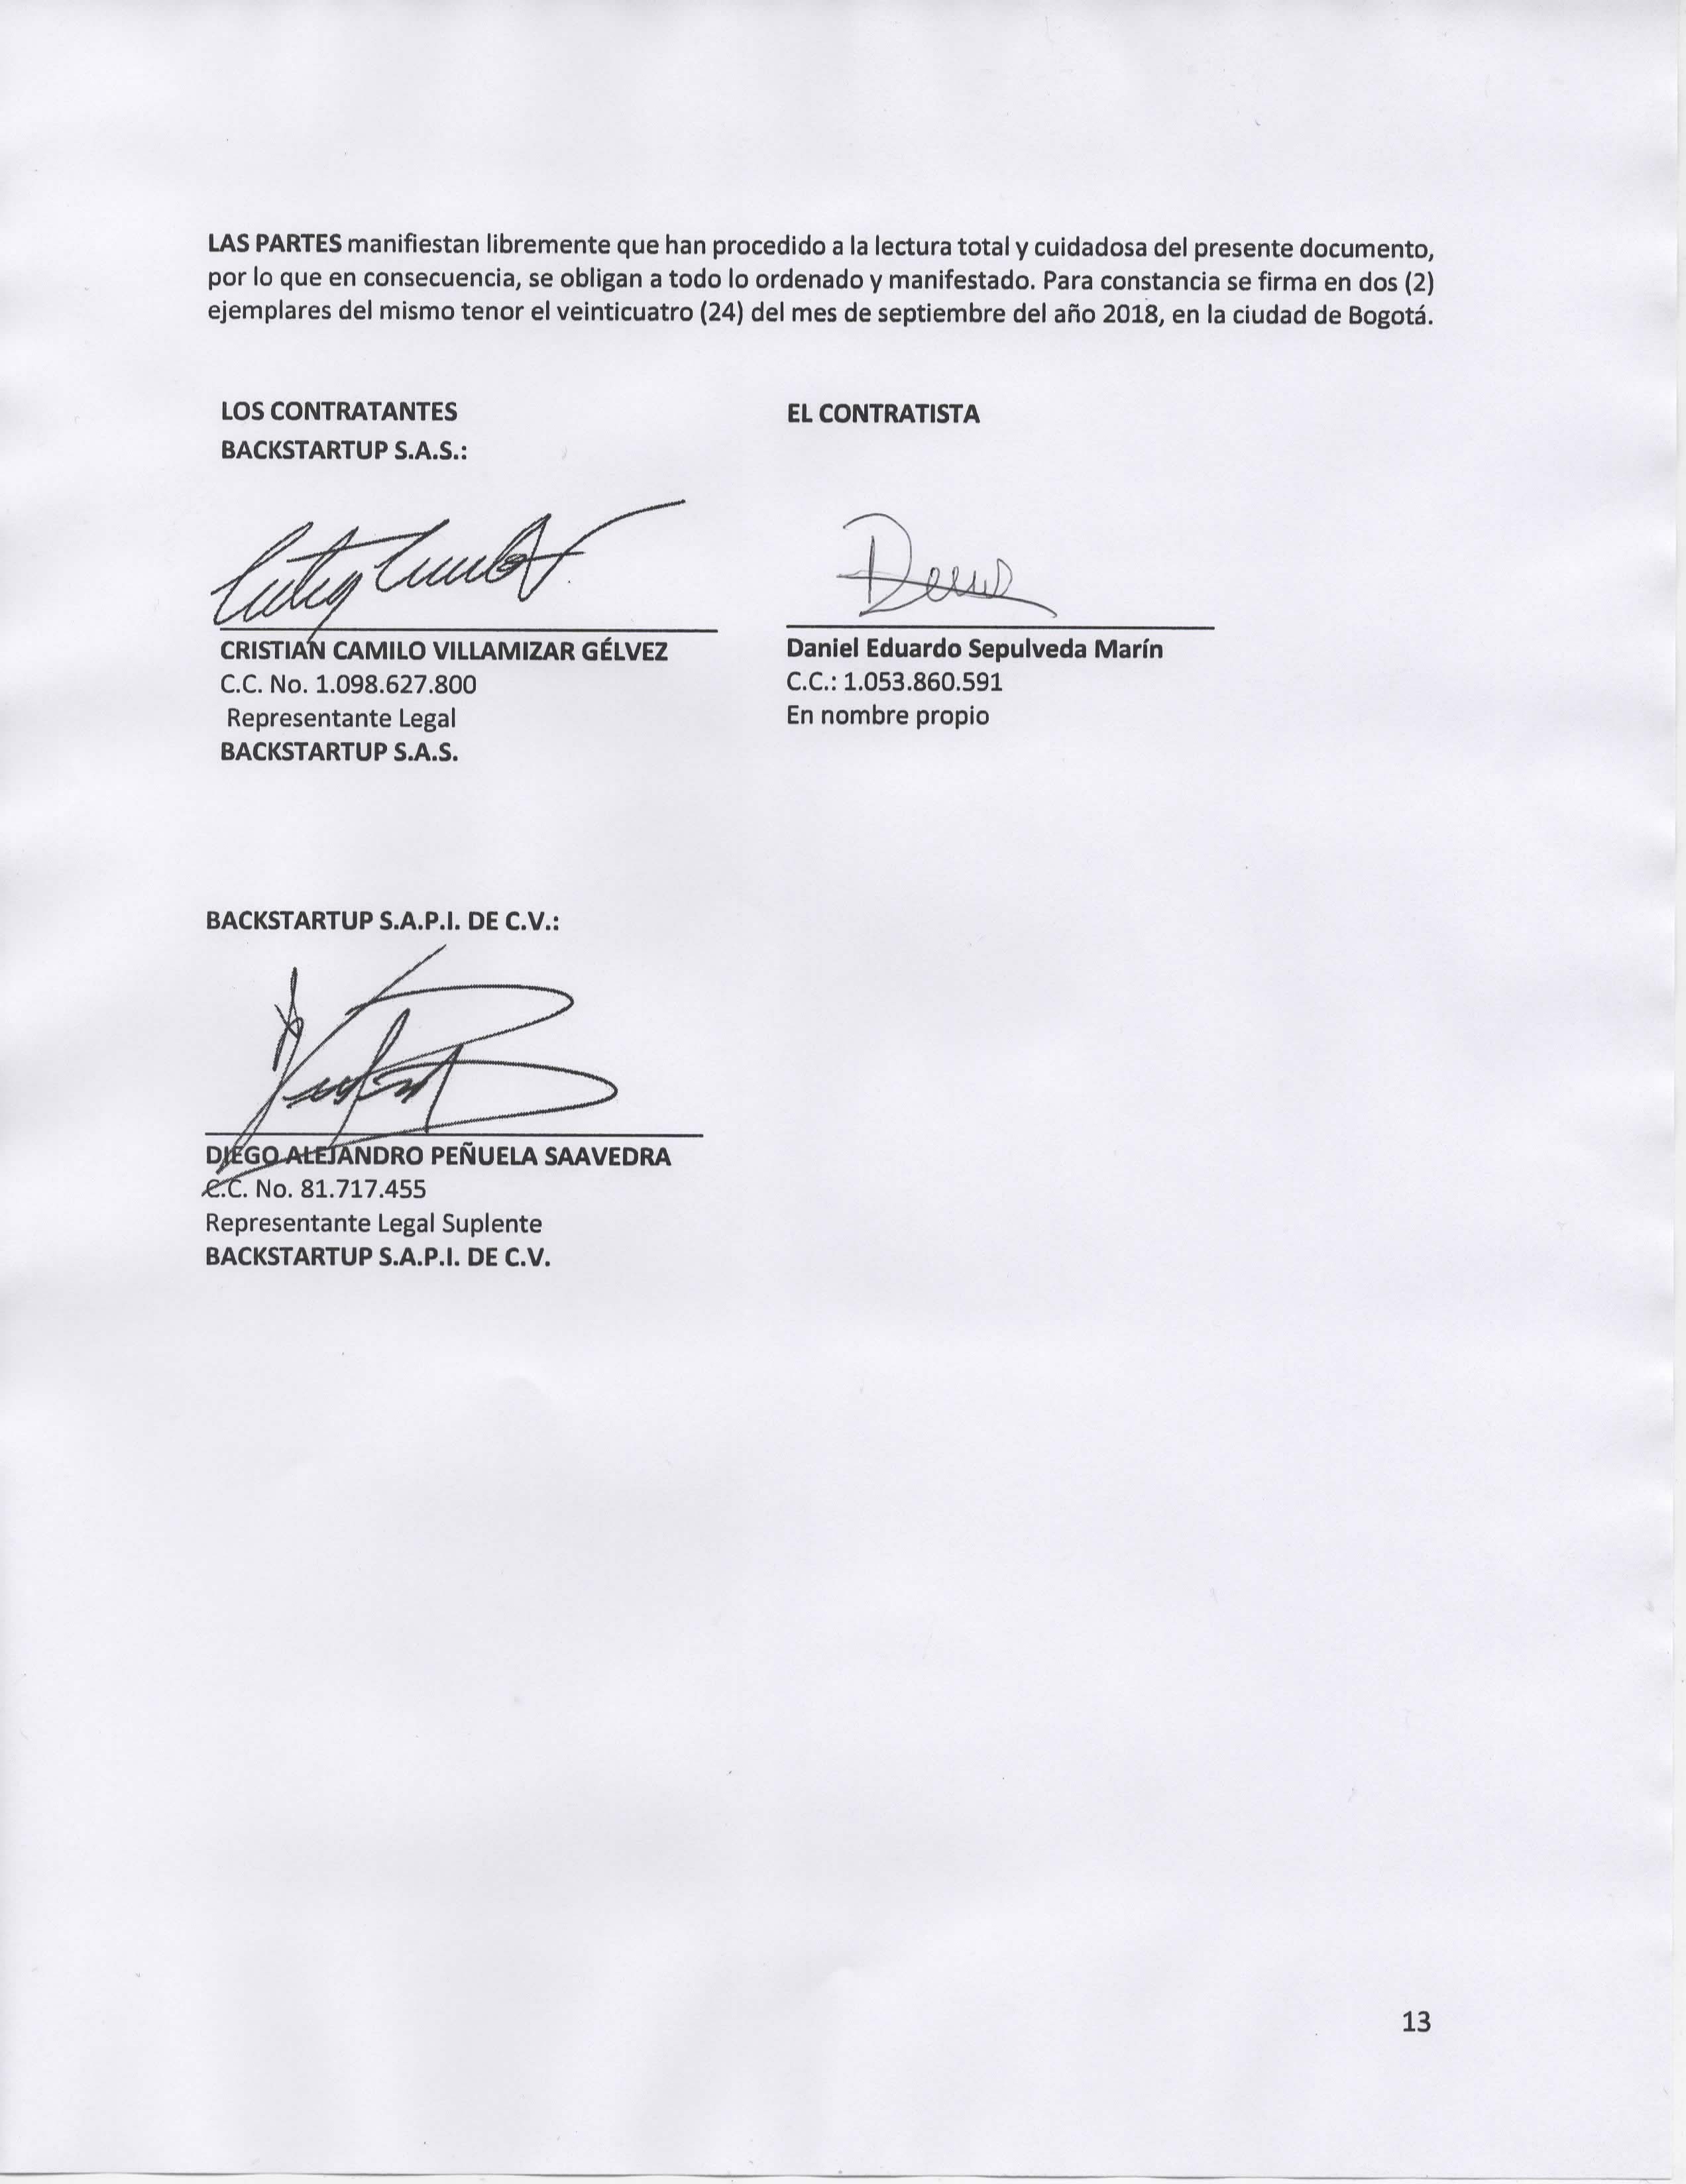 LAS PARTES manifiestan libremente que han procedido a la lectura total y cuidadosa del presente documento,
por lo que en consecuencia, se obligan a todo lo ordenado y manifestado. Para constancia se firma en dos (2)
ejemplares del mismo tenor el veinticuatro (24) del mes de septiembre del año 2018, en la ciudad de Bogotá.
LOS CONTRATANTES
BACKSTARTUP S.A.S.:
CRISTIAN CAMILO VILLAMIZAR GÉLVEZ
C.C. No. 1.098.627.800
Representante Legal
BACKSTARTUP S.A.S.
EL CONTRATISTA
Daniel Eduardo Sepulveda Marín
C.C.: 1.053.860.591
En nombre propio
BACKSTARTUP S.A.P.I. DE C.V.:
DIEGO ALEJANDRO PEÑUELA SAAVEDRA
C.C. No. 81.717.455
Representante Legal Suplente
BACKSTARTUP S.A.P.I. DE C.V.
13